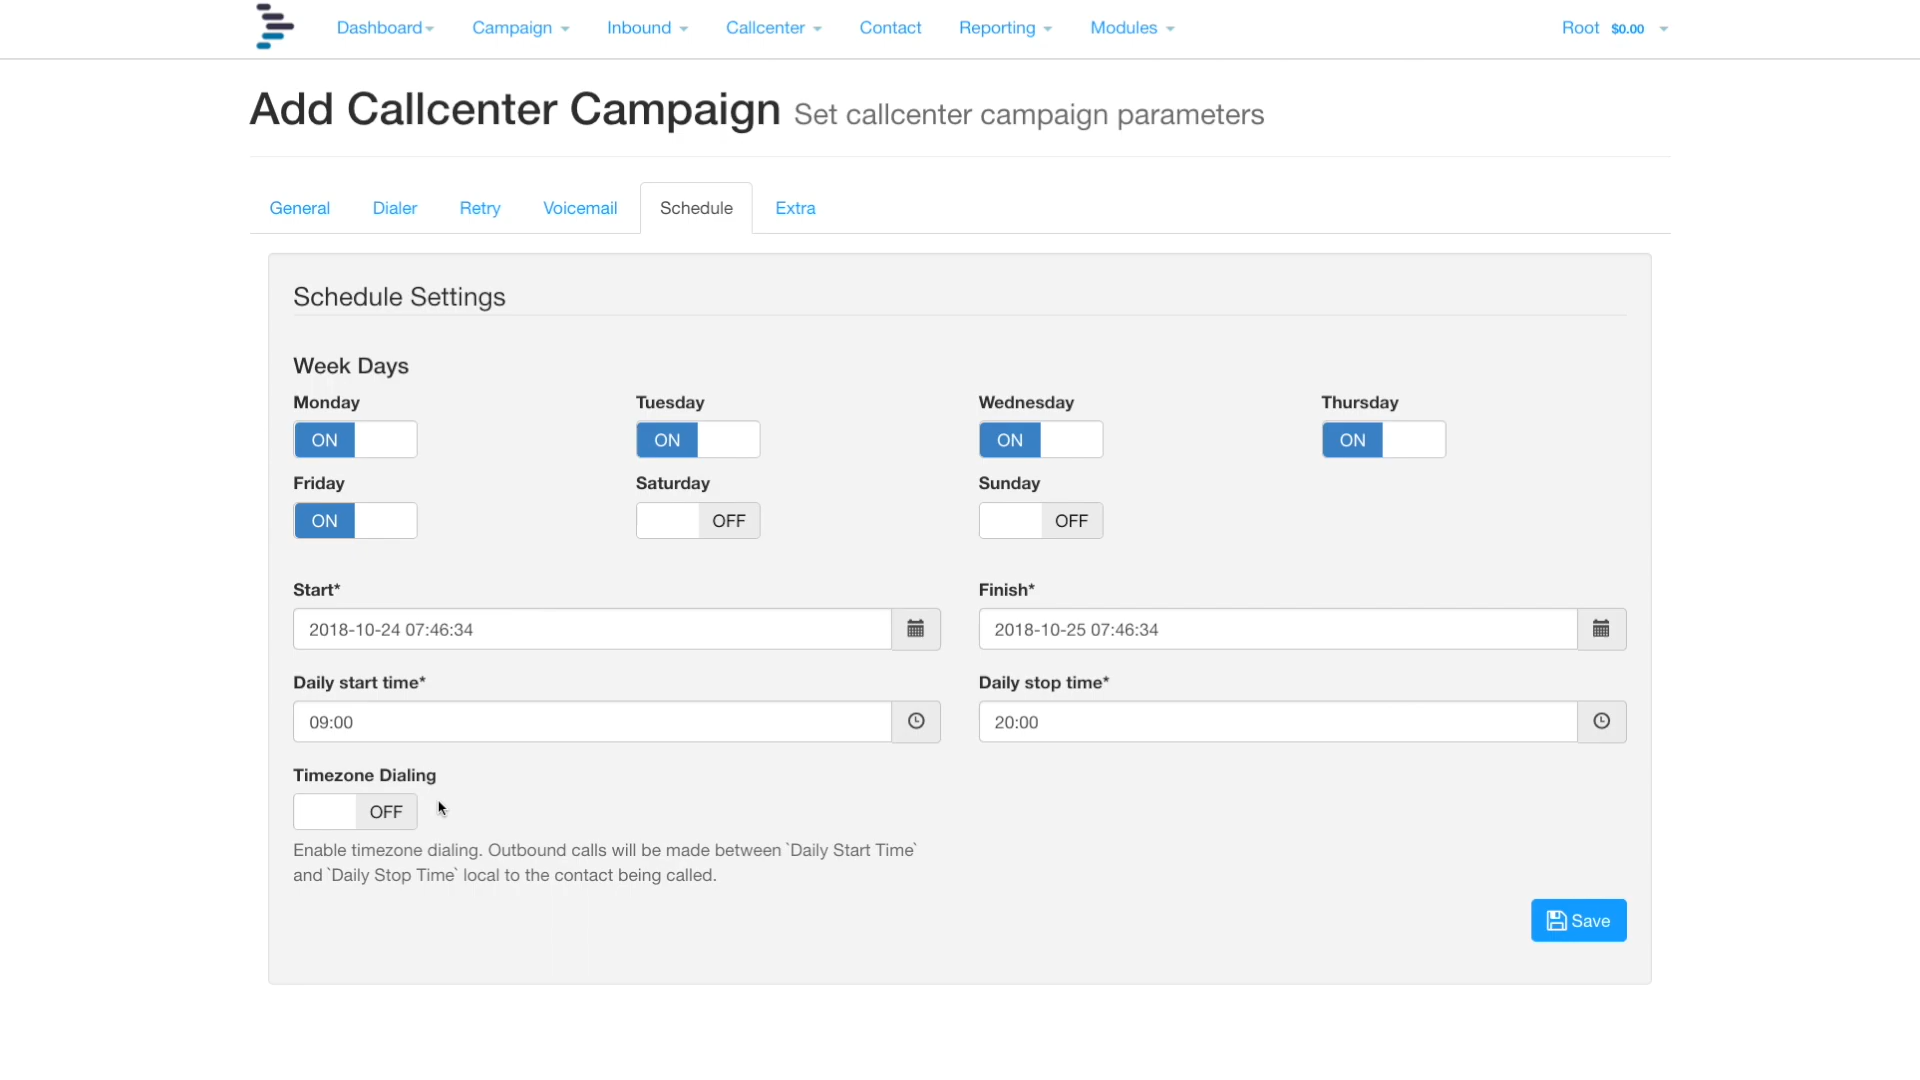 Dashboard Campaign Inbound Callcenter Contact Reporting Modules Root $0.00
Add Callcenter Campaign Set callcenter campaign parameters
General Dialer Retry Voicemail Schedule Extra
Schedule Settings
Week Days
Monday Tuesday Wednesday Thursday
ON ON ON ON
Friday Saturday Sunday
ON OFF OFF
Start* Finish*
2018-10-24 07:46:34 2018-10-25 07:46:34
Daily start time* Daily stop time*
09:00 20:00
Timezone Dialing
OFF
Enable timezone dialing. Outbound calls will be made between `Daily Start Time`
and `Daily Stop Time` local to the contact being called.
Save